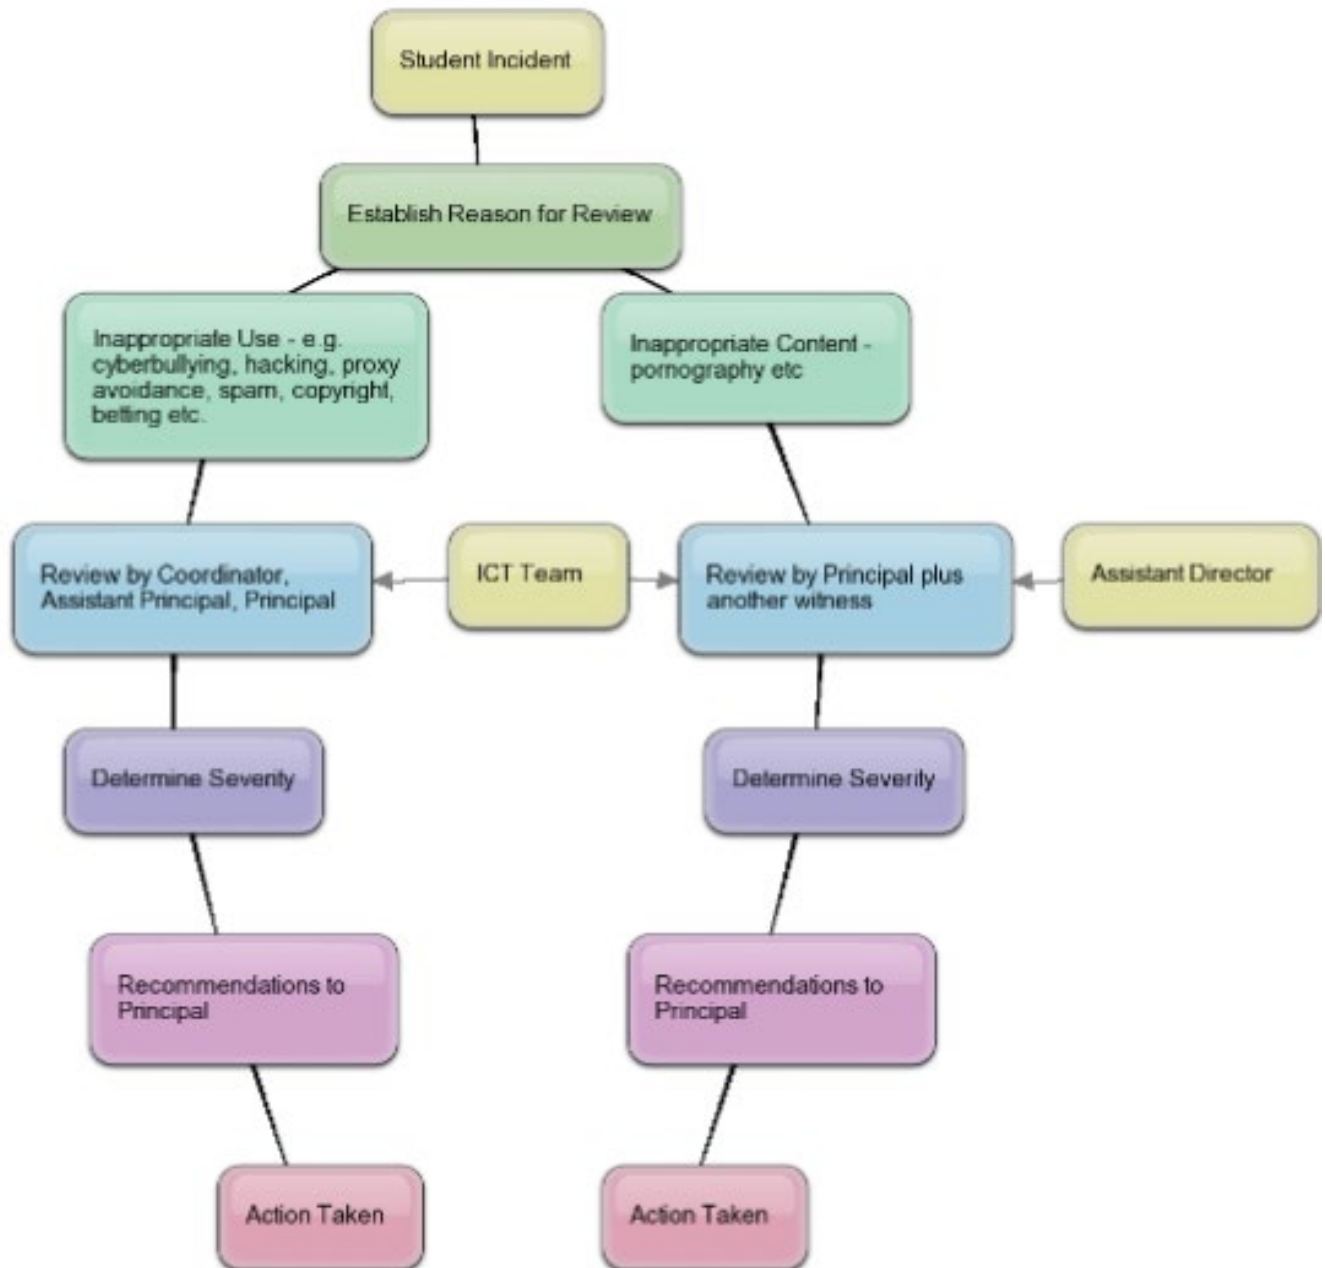 Student Incident
Establish Reason for Review
Inappropriate Use - e.g.
cyberbullying, hacking, proxy
avoidance, spam, copyright,
betting etc.
Inappropriate Content -
pornography etc
Review by Coordinator,
Assistant Principal, Principal
ICT Team
Review by Principal plus
another witness
Assistant Director
Determine Severity
Determine Severity
Recommendations to
Principal
Recommendations to
Principal
Action Taken
Action Taken